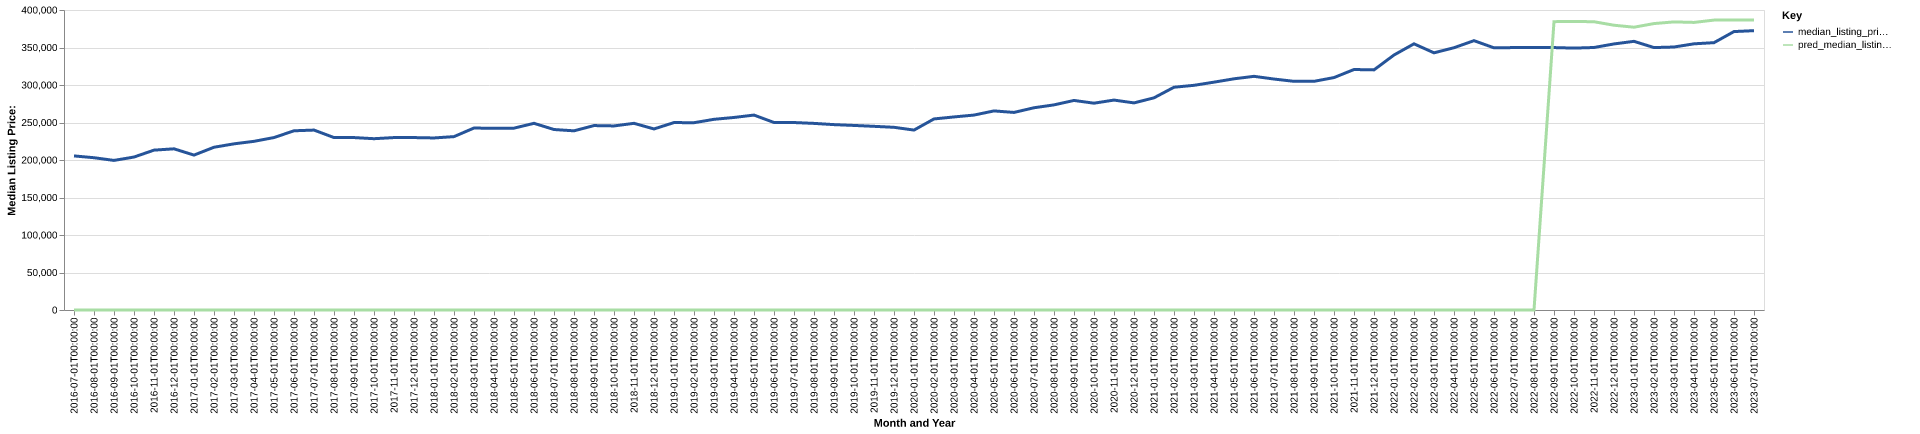 Key
median_listing_pri…
pred_median_listin…
Median Listing Price:
400,000
350,000
300,000
250,000
200,000
150,000
100,000
50,000
0
2016-07-01T00:00:00
2016-08-01T00:00:00
2016-09-01T00:00:00
2016-10-01T00:00:00
2016-11-01T00:00:00
2016-12-01T00:00:00
2017-01-01T00:00:00
2017-02-01T00:00:00
2017-03-01T00:00:00
2017-04-01T00:00:00
2017-05-01T00:00:00
2017-06-01T00:00:00
2017-07-01T00:00:00
2017-08-01T00:00:00
2017-09-01T00:00:00
2017-10-01T00:00:00
2017-11-01T00:00:00
2017-12-01T00:00:00
2018-01-01T00:00:00
2018-02-01T00:00:00
2018-03-01T00:00:00
2018-04-01T00:00:00
2018-05-01T00:00:00
2018-06-01T00:00:00
2018-07-01T00:00:00
2018-08-01T00:00:00
2018-09-01T00:00:00
2018-10-01T00:00:00
2018-11-01T00:00:00
2018-12-01T00:00:00
2019-01-01T00:00:00
2019-02-01T00:00:00
2019-03-01T00:00:00
2019-04-01T00:00:00
2019-05-01T00:00:00
2019-06-01T00:00:00
2019-07-01T00:00:00
2019-08-01T00:00:00
2019-09-01T00:00:00
2019-10-01T00:00:00
2019-11-01T00:00:00
2019-12-01T00:00:00
2020-01-01T00:00:00
2020-02-01T00:00:00
2020-03-01T00:00:00
2020-04-01T00:00:00
2020-05-01T00:00:00
2020-06-01T00:00:00
2020-07-01T00:00:00
2020-08-01T00:00:00
2020-09-01T00:00:00
2020-10-01T00:00:00
2020-11-01T00:00:00
2020-12-01T00:00:00
2021-01-01T00:00:00
2021-02-01T00:00:00
2021-03-01T00:00:00
2021-04-01T00:00:00
2021-05-01T00:00:00
2021-06-01T00:00:00
2021-07-01T00:00:00
2021-08-01T00:00:00
2021-09-01T00:00:00
2021-10-01T00:00:00
2021-11-01T00:00:00
2021-12-01T00:00:00
2022-01-01T00:00:00
2022-02-01T00:00:00
2022-03-01T00:00:00
2022-04-01T00:00:00
2022-05-01T00:00:00
2022-06-01T00:00:00
2022-07-01T00:00:00
2022-08-01T00:00:00
2022-09-01T00:00:00
2022-10-01T00:00:00
2022-11-01T00:00:00
2022-12-01T00:00:00
2023-01-01T00:00:00
2023-02-01T00:00:00
2023-03-01T00:00:00
2023-04-01T00:00:00
2023-05-01T00:00:00
2023-06-01T00:00:00
2023-07-01T00:00:00
Month and Year